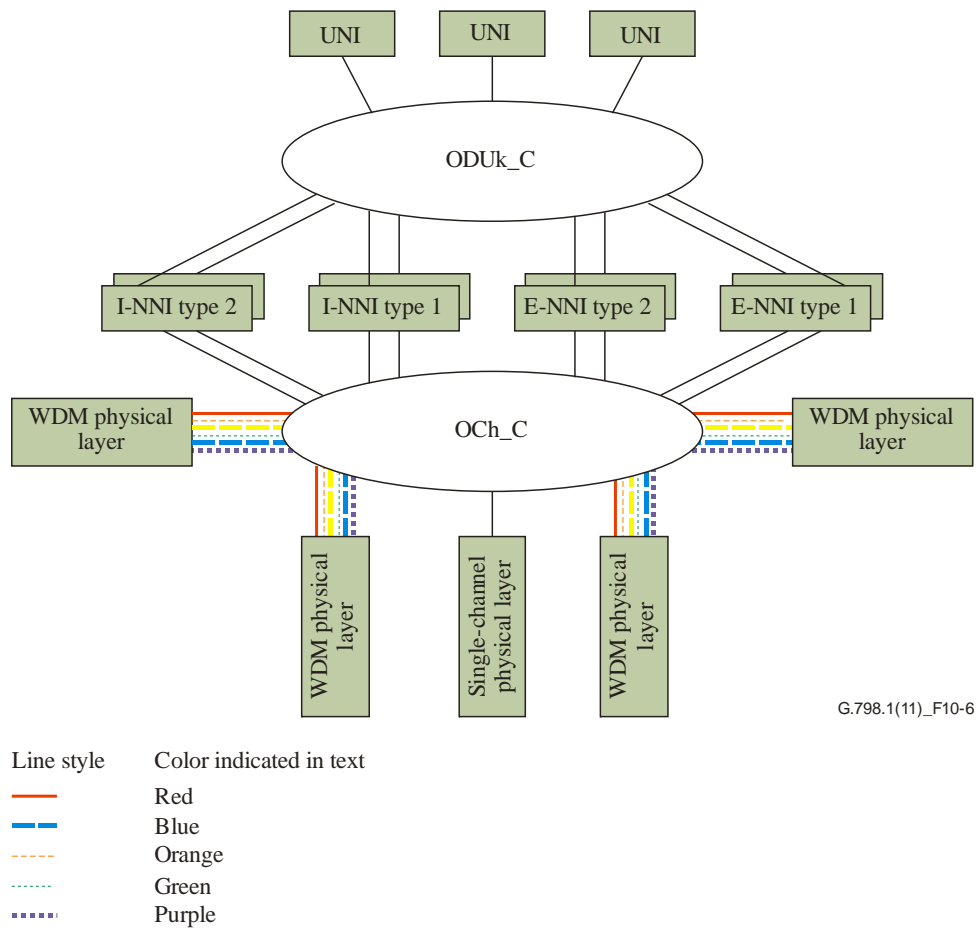 UNI
UNI
UNI
ODUk_C
I-NNI type 2
I-NNI type 1
E-NNI type 2
E-NNI type 1
WDM physical
layer
OCh_C
WDM physical
layer
WDM physical
layer
Single-channel
physical layer
WDM physical
layer
G.798.1(11)_F10-6
Line style Color indicated in text
Red
Blue
Orange
Green
Purple